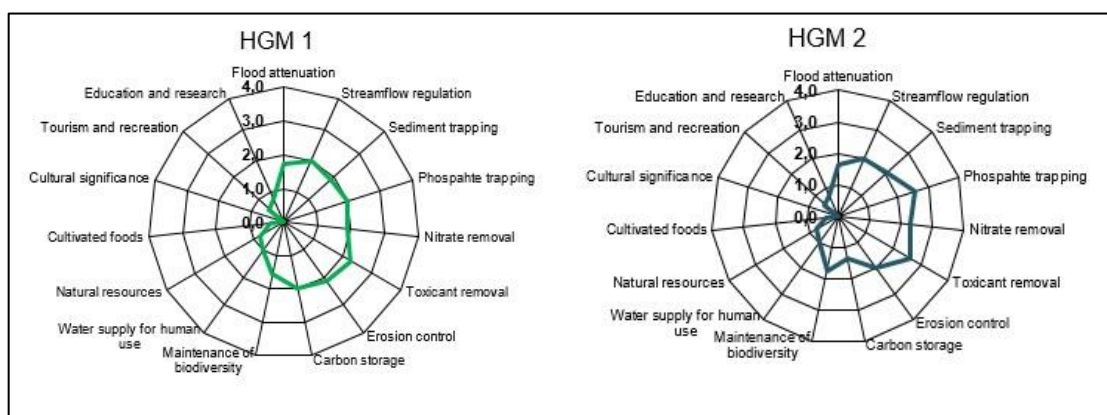 HGM 1
Flood attenuation
4,0
Streamflow regulation
3,0
Sediment trapping
2,0
Phospahte trapping
1,0
Nitrate removal
0,0
Toxicant removal
Erosion control
Carbon storage
Maintenance of
biodiversity
Water supply for human
use
Natural resources
Cultivated foods
Cultural significance
Tourism and recreation
Education and research
HGM 2
Flood attenuation
4,0
Streamflow regulation
3,0
Sediment trapping
2,0
Phospahte trapping
1,0
Nitrate removal
0,0
Toxicant removal
Erosion control
Carbon storage
Maintenance of
biodiversity
Water supply for human
use
Natural resources
Cultivated foods
Cultural significance
Tourism and recreation
Education and research